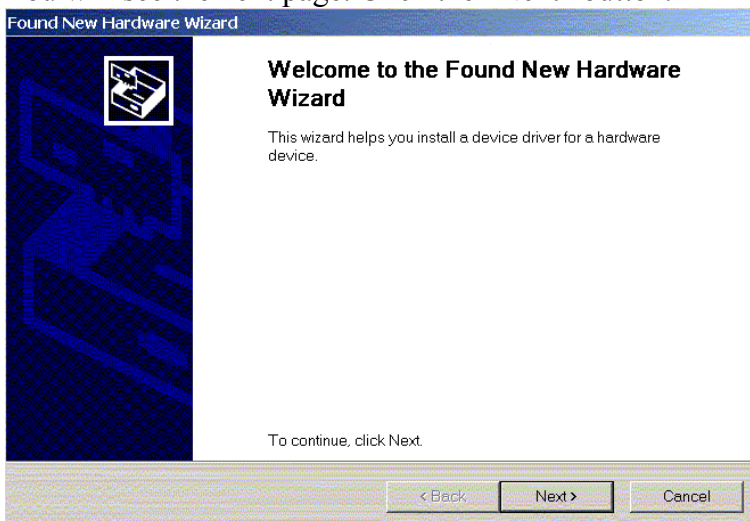 Found New Hardware Wizard
Welcome to the Found New Hardware
Wizard
This wizard helps you install a device driver for a hardware
device.
To continue, click Next.
< Back
Next >
Cancel